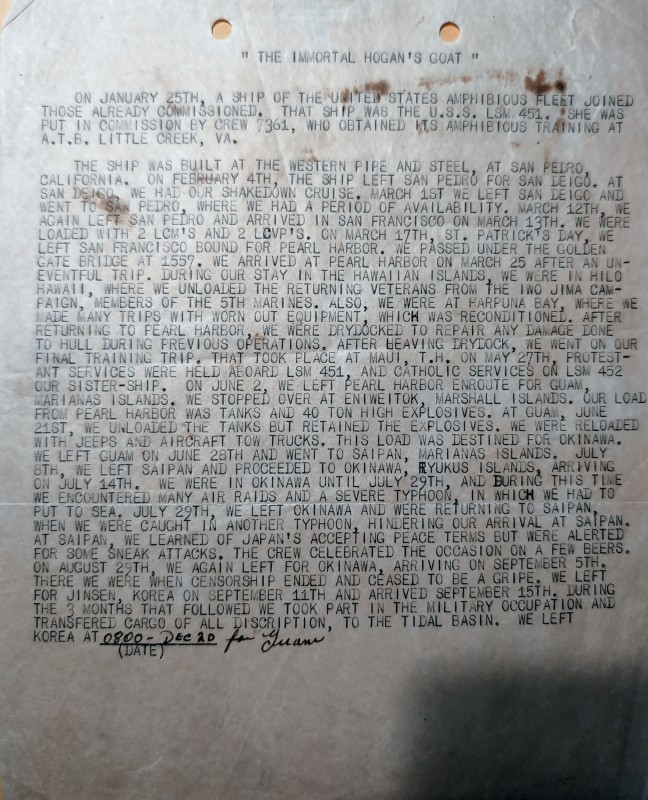 " THE IMMORTAL HOGAN'S GOAT "
ON JANUARY 25TH, A SHIP OF THE UNITED STATES AMPHIBIOUS FLEET JOINED
THOSE ALREADY COMMISSIONED. THAT SHIP WAS THE U.S.S. LSM 451. SHE WAS
PUT IN COMMISSION BY CREW 7361, WHO OBTAINED ITS AMPHIBIOUS TRAINING AT
A.T.B. LITTLE CREEK, VA.
THE SHIP WAS BUILT AT THE WESTERN PIPE AND STEEL, AT SAN PEDRO,
CALIFORNIA. ON FEBRUARY 4TH, THE SHIP LEFT SAN PEDRO FOR SAN DEIGO. AT
SAN DEIGO, WE HAD OUR SHAKEDOWN CRUISE. MARCH 1ST WE LEFT SAN DEIGO AND
WENT TO SAN PEDRO, WHERE WE HAD A PERIOD OF AVAILABILITY. MARCH 12TH, WE
AGAIN LEFT SAN PEDRO AND ARRIVED IN SAN FRANCISCO ON MARCH 13TH. WE WERE
LOADED WITH 2 LCM'S AND 2 LCVP'S. ON MARCH 17TH, ST. PATRICK'S DAY, WE
LEFT SAN FRANCISCO BOUND FOR PEARL HARBOR. WE PASSED UNDER THE GOLDEN
GATE BRIDGE AT 1557. WE ARRIVED AT PEARL HARBOR ON MARCH 25 AFTER AN UN-
EVENTFUL TRIP. DURING OUR STAY IN THE HAWAIIAN ISLANDS, WE WERE IN HILO
HAWAII, WHERE WE UNLOADED THE RETURNING VETERANS FROM THE IWO JIMA CAM-
PAIGN, MEMBERS OF THE 5TH MARINES. ALSO, WE WERE AT HARPUNA BAY, WHERE WE
MADE MANY TRIPS WITH WORN OUT EQUIPMENT, WHICH WAS RECONDITIONED. AFTER
RETURNING TO PEARL HARBOR, WE WERE DRYDOCKED TO REPAIR ANY DAMAGE DONE
TO HULL DURING PREVIOUS OPERATIONS. AFTER LEAVING DRYDOCK, WE WENT ON OUR
FINAL TRAINING TRIP. THAT TOOK PLACE AT MAUI, T.H. ON MAY 27TH, PROTEST-
ANT SERVICES WERE HELD ABOARD LSM 451, AND CATHOLIC SERVICES ON LSM 452
OUR SISTER-SHIP. ON JUNE 2, WE LEFT PEARL HARBOR ENROUTE FOR GUAM,
MARIANAS ISLANDS. WE STOPPED OVER AT ENIWEITOK, MARSHALL ISLANDS. OUR LOAD
FROM PEARL HARBOR WAS TANKS AND 40 TON HIGH EXPLOSIVES. AT GUAM, JUNE
21ST, WE UNLOADED THE TANKS BUT RETAINED THE EXPLOSIVES. WE WERE RELOADED
WITH JEEPS AND AIRCRAFT TOW TRUCKS. THIS LOAD WAS DESTINED FOR OKINAWA.
WE LEFT GUAM ON JUNE 28TH AND WENT TO SAIPAN, MARIANAS ISLANDS. JULY
8TH, WE LEFT SAIPAN AND PROCEEDED TO OKINAWA, RYUKUS ISLANDS, ARRIVING
ON JULY 14TH. WE WERE IN OKINAWA UNTIL JULY 29TH, AND DURING THIS TIME
WE ENCOUNTERED MANY AIR RAIDS AND A SEVERE TYPHOON, IN WHICH WE HAD TO
PUT TO SEA. JULY 29TH, WE LEFT OKINAWA AND WERE RETURNING TO SAIPAN,
WHEN WE WERE CAUGHT IN ANOTHER TYPHOON, HINDERING OUR ARRIVAL AT SAIPAN.
AT SAIPAN, WE LEARNED OF JAPAN'S ACCEPTING PEACE TERMS BUT WERE ALERTED
FOR SOME SNEAK ATTACKS. THE CREW CELEBRATED THE OCCASION ON A FEW BEERS.
ON AUGUST 29TH, WE AGAIN LEFT FOR OKINAWA, ARRIVING ON SEPTEMBER 5TH.
THERE WE WERE WHEN CENSORSHIP ENDED AND CEASED TO BE A GRIPE. WE LEFT
FOR JINSEN, KOREA ON SEPTEMBER 11TH AND ARRIVED SEPTEMBER 15TH. DURING
THE 3 MONTHS THAT FOLLOWED WE TOOK PART IN THE MILITARY OCCUPATION AND
TRANSFERED CARGO OF ALL DISCRIPTION, TO THE TIDAL BASIN. WE LEFT
KOREA AT 0800 - DEC 20 for Guam
(DATE)